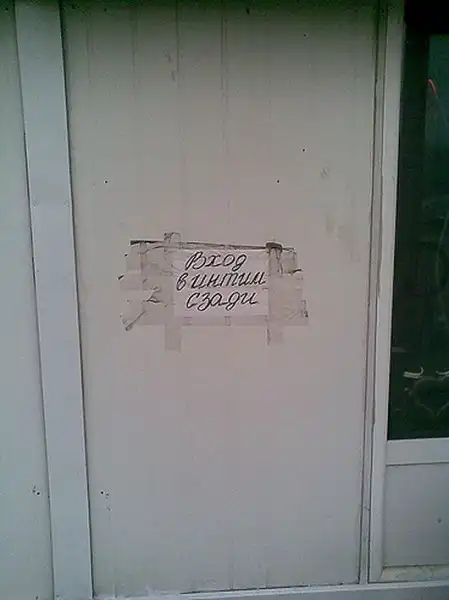 Вход
в интим
сзади